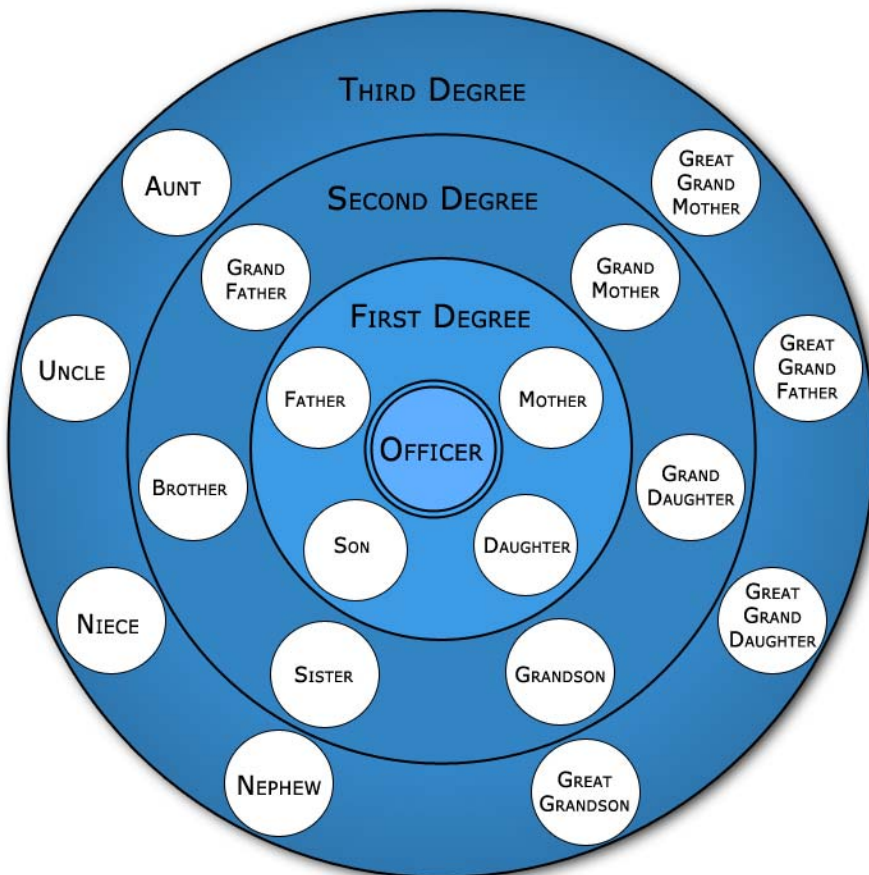 Third Degree
Aunt
Great
Grand
Mother
Second Degree
Grand
Father
Grand
Mother
First Degree
Uncle
Great
Grand
Father
Father
Mother
Officer
Brother
Grand
Daughter
Son
Daughter
Niece
Great
Grand
Daughter
Sister
Grandson
Nephew
Great
Grandson